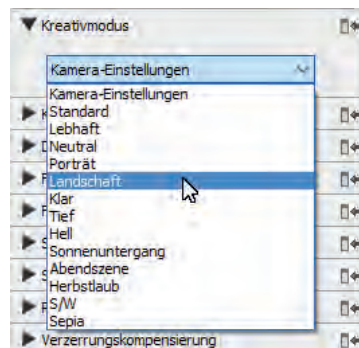 Kreativmodus
Kamera-Einstellungen
Kamera-Einstellungen
Standard
Lebhaft
Neutral
Porträt
Landschaft
Klar
Tief
Hell
Sonnenuntergang
Abendszene
Herbstlaub
S/W
Sepia
Verzerrungskompensierung